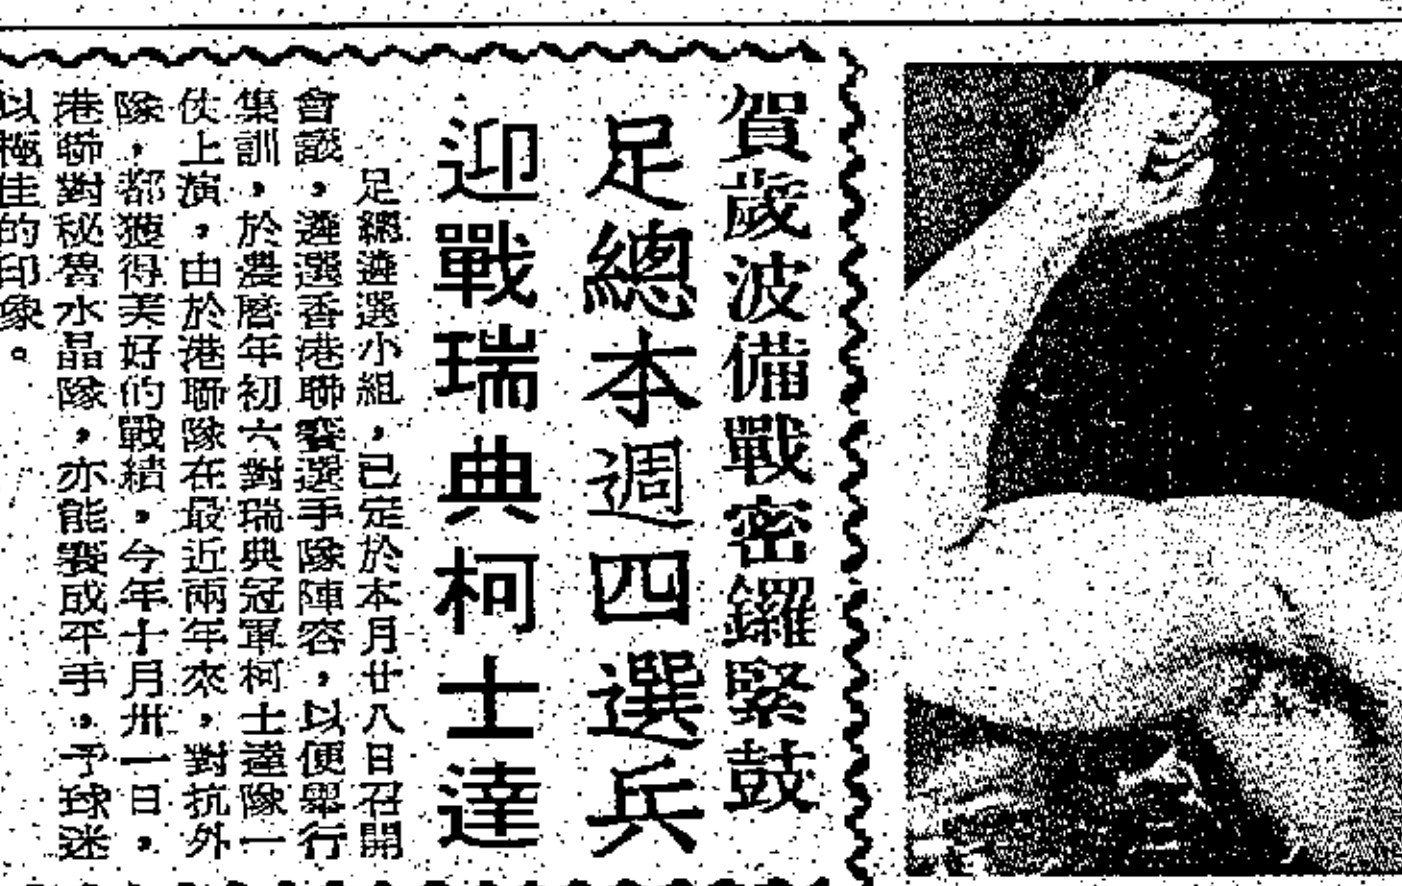 賀歲波備戰密鑼緊鼓
足總本週四選兵
迎戰瑞典柯士達
足總遴選小組，已定於本月廿八日召開
會議，遴選香港聯賽選手隊陣容，以便舉行
集訓，於農曆年初六對瑞典冠軍柯士達隊一
仗上演，由於港聯隊在最近兩年來，對抗外
隊，都獲得美好的戰結，今年十月卅一日，
港聯對秘魯水晶隊，亦能賽成平手，予球迷
以極佳的印象。